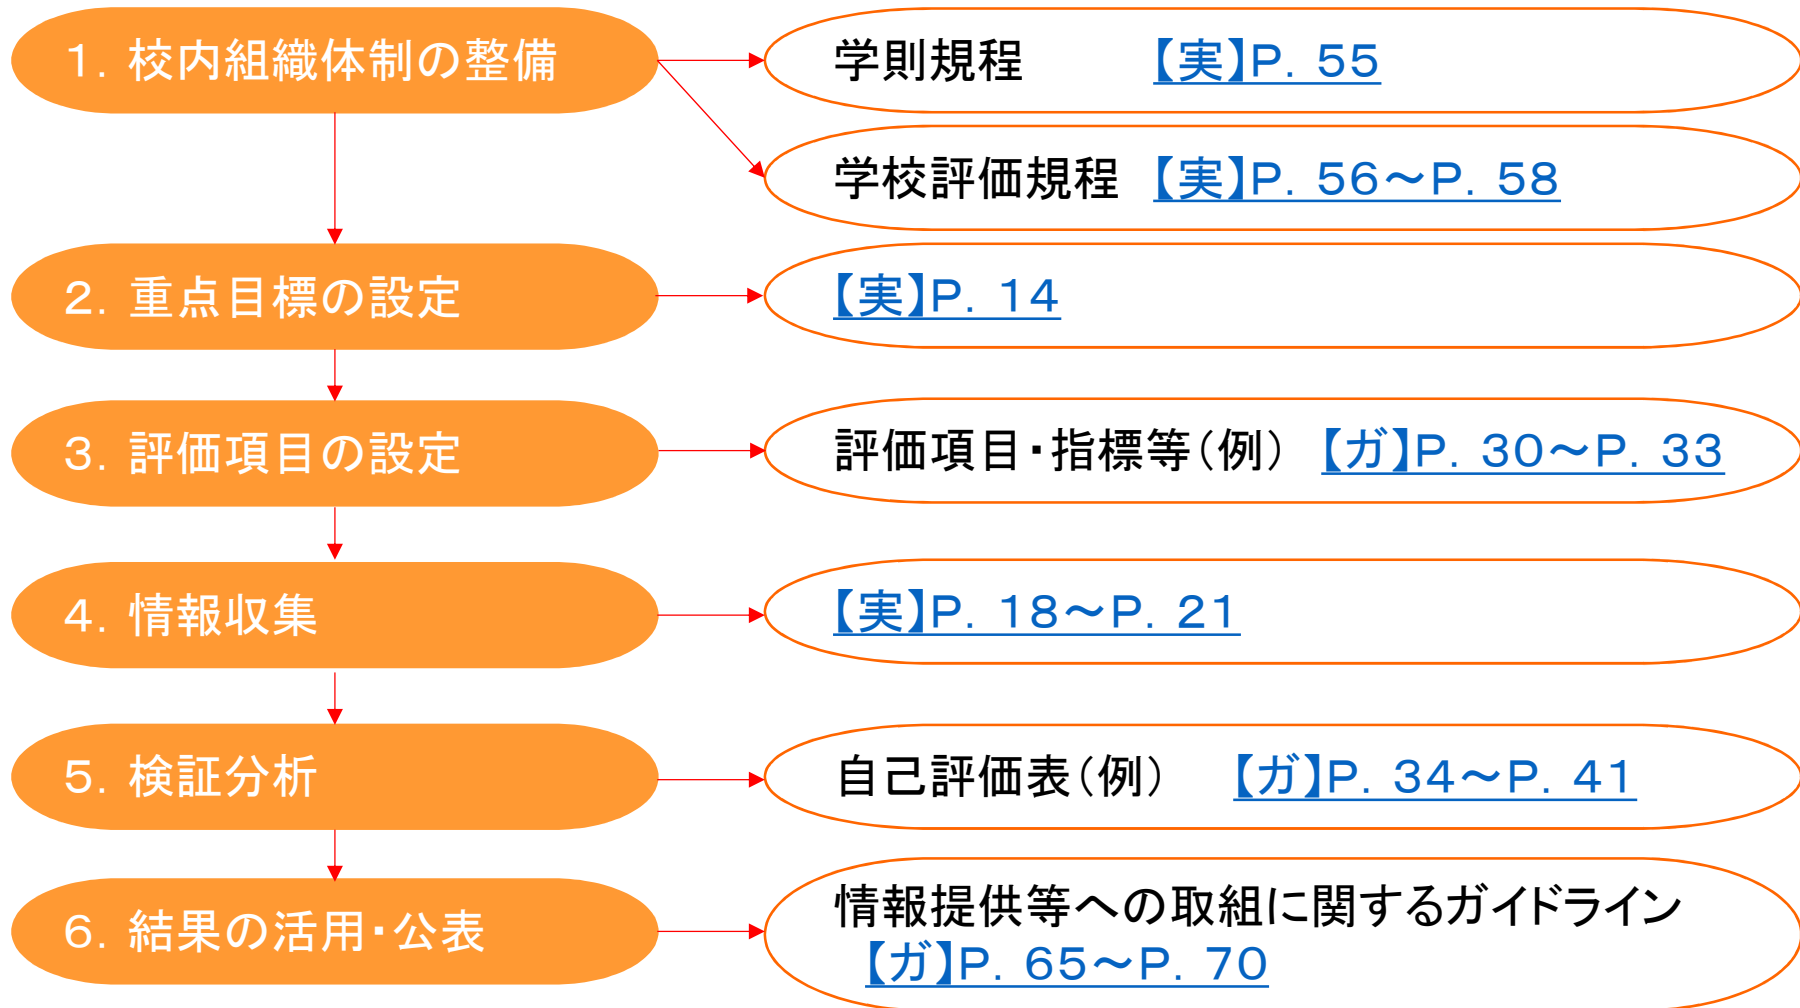 １．校内組織体制の整備
学則規程　【実】Ｐ．５５
学校評価規程　【実】Ｐ．５６～Ｐ．５８
２．重点目標の設定
【実】Ｐ．１４
３．評価項目の設定
評価項目・指標等（例）　【ガ】Ｐ．３０～Ｐ．３３
４．情報収集
【実】Ｐ．１８～Ｐ．２１
５．検証分析
自己評価表（例）　【ガ】Ｐ．３４～Ｐ．４１
６．結果の活用・公表
情報提供等への取組に関するガイドライン
【ガ】Ｐ．６５～Ｐ．７０